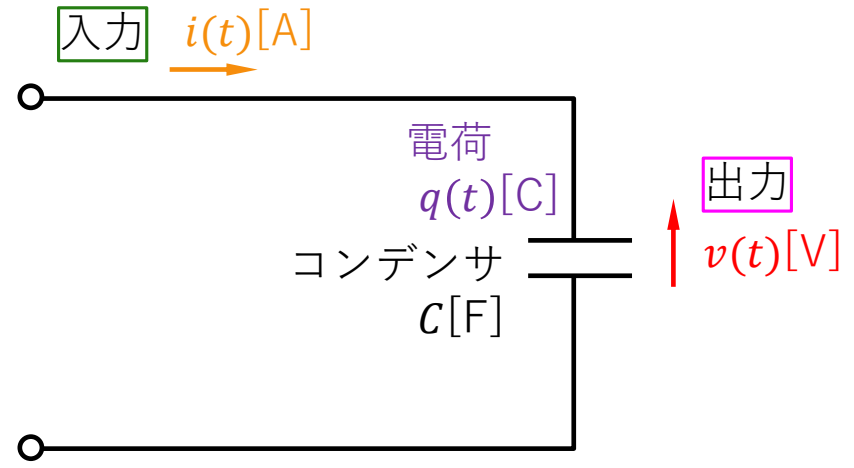 入力 i(t)[A]
電荷
q(t)[C]
コンデンサ
C[F]
出力
v(t)[V]